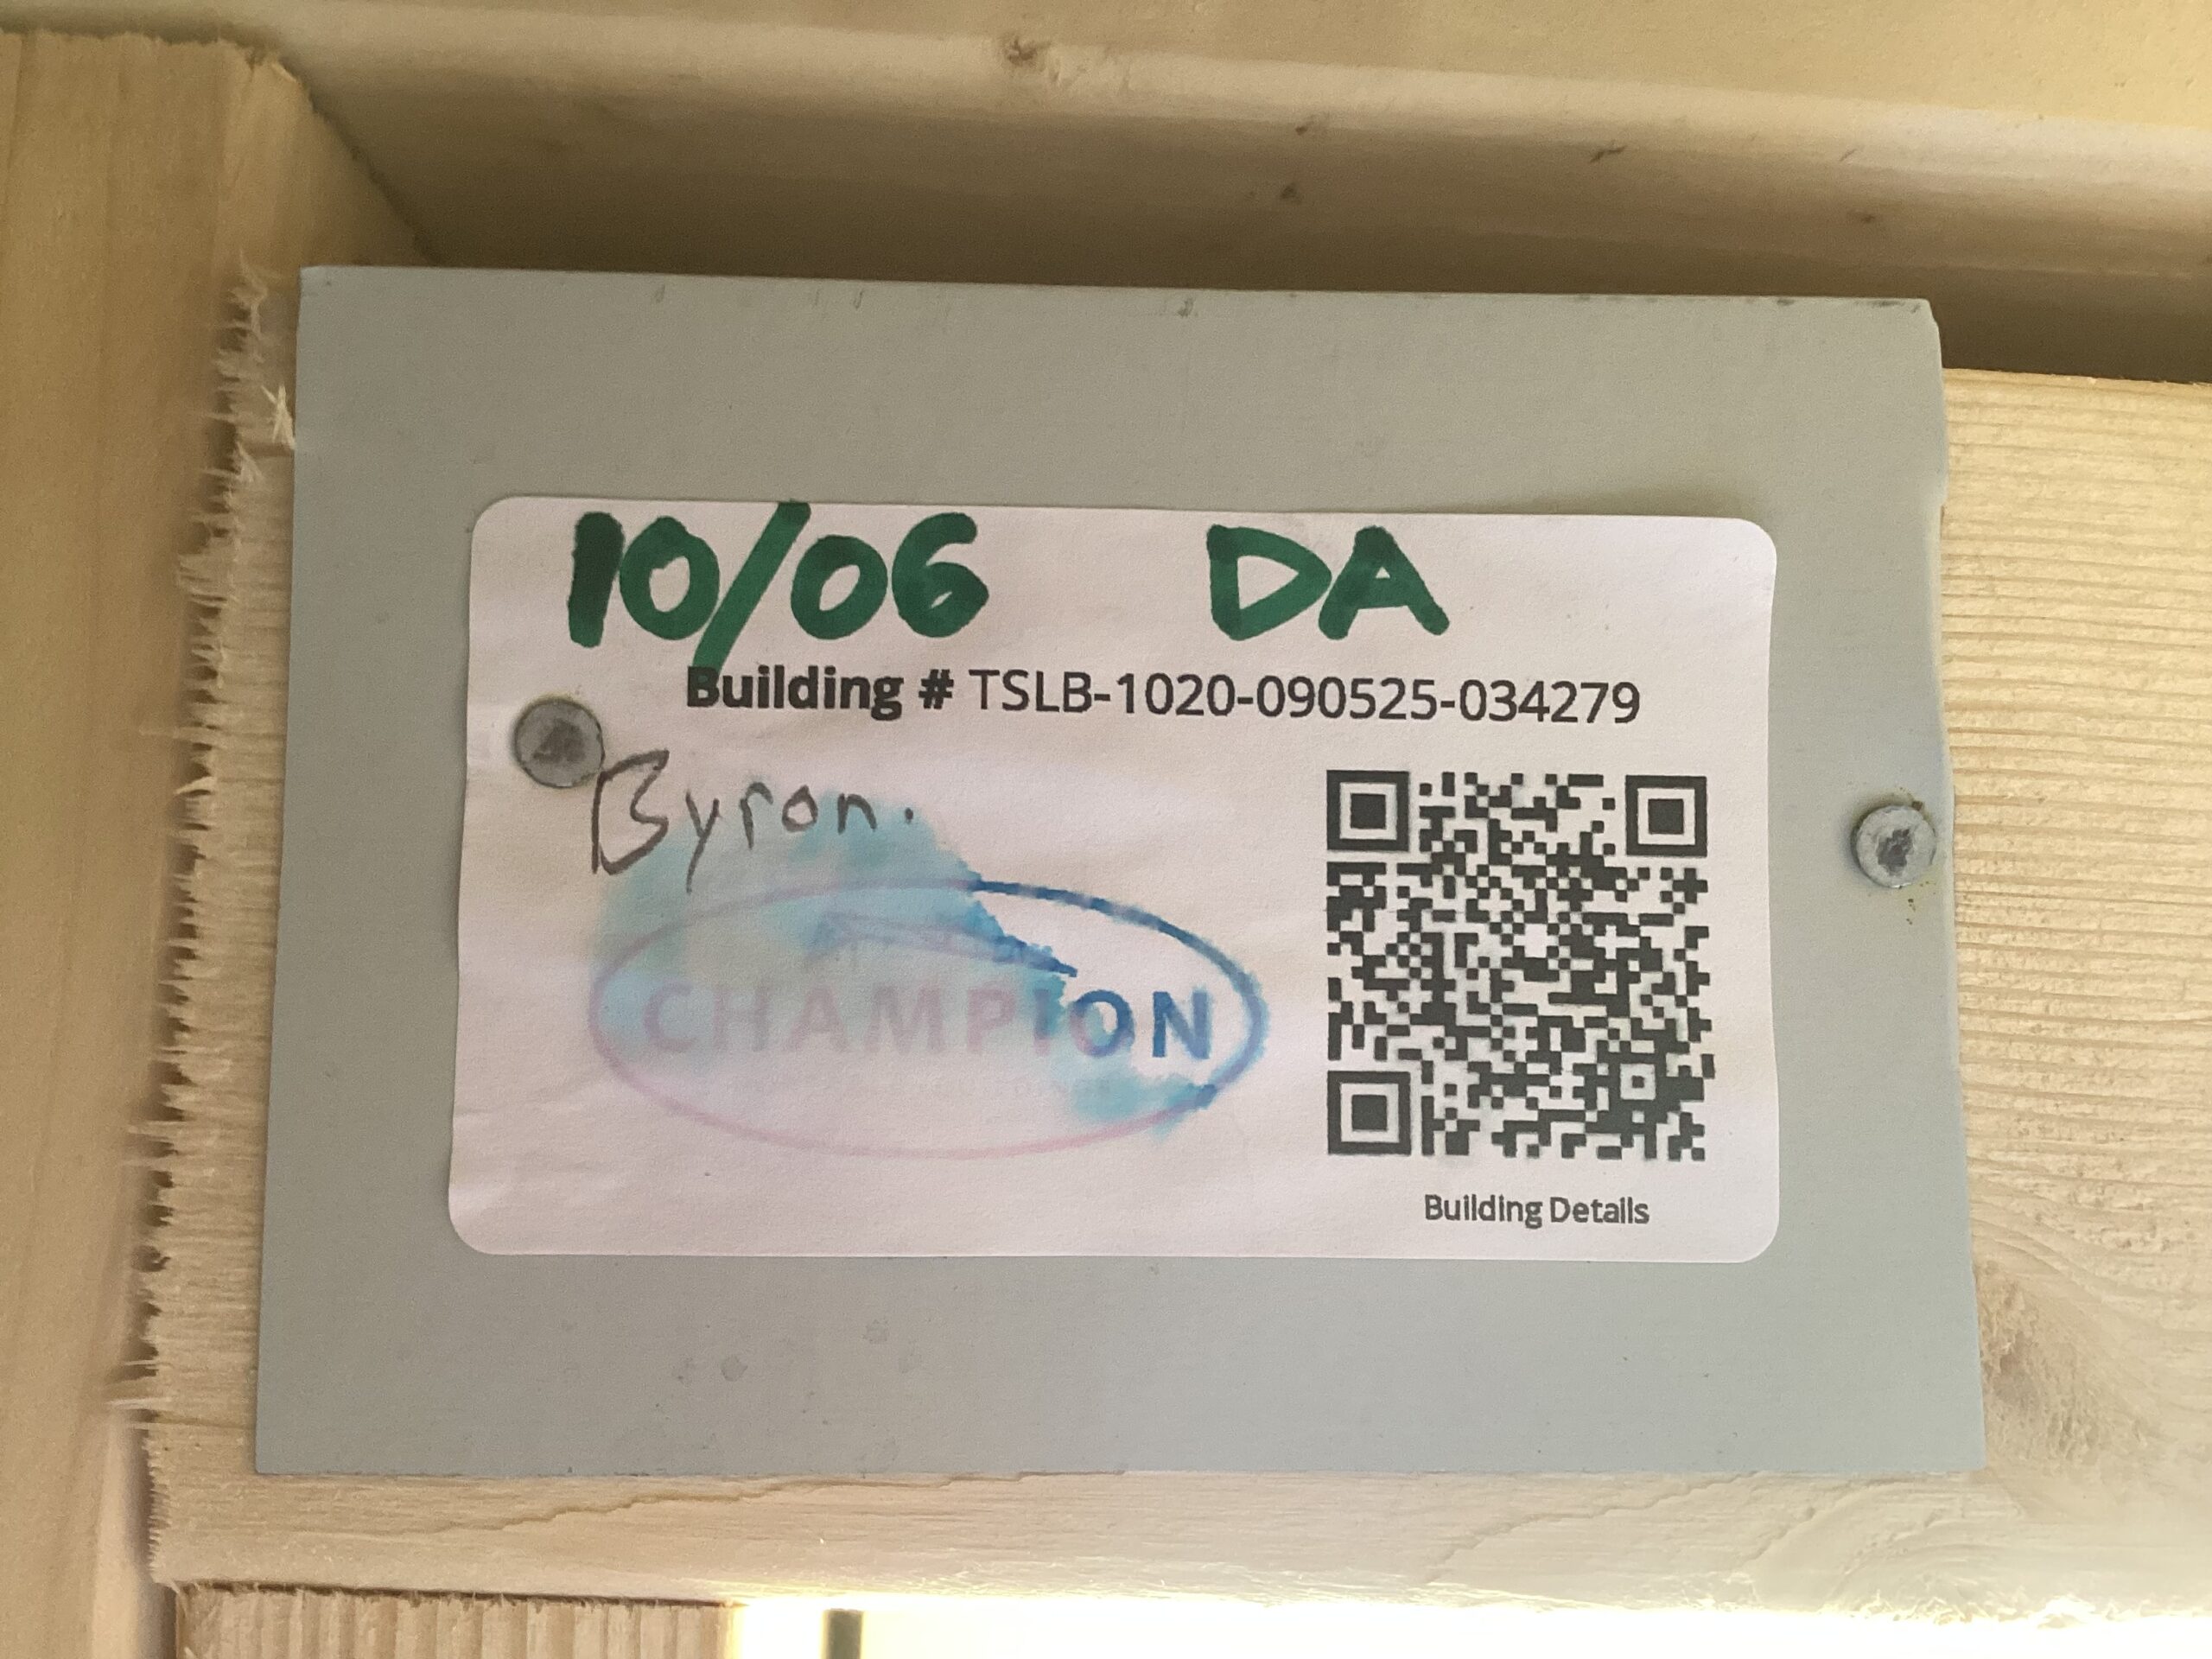 10/06 DA
Building # TSLB-1020-090525-034279
Byron.
CHAMPION
Building Details